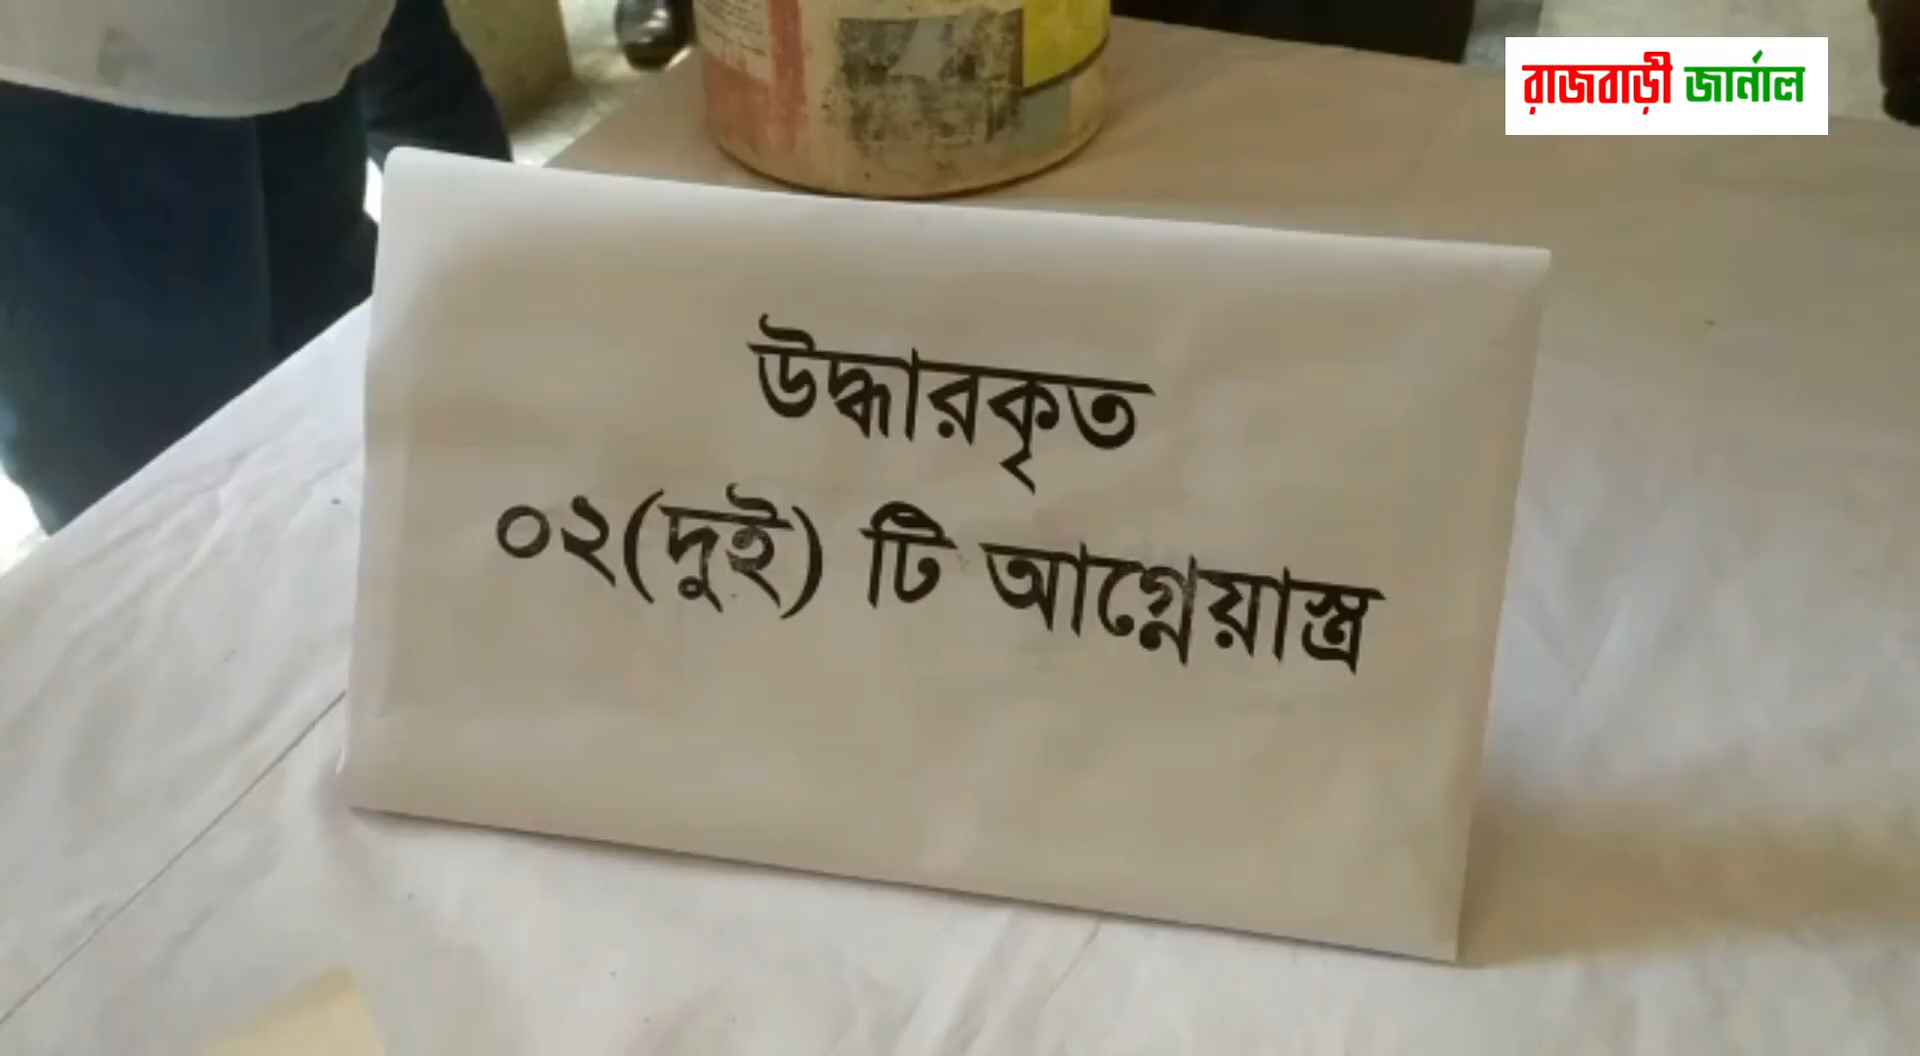 রাজবাড়ী জার্নাল
উদ্ধারকৃত
০২(দুই) টি আগ্নেয়াস্ত্র